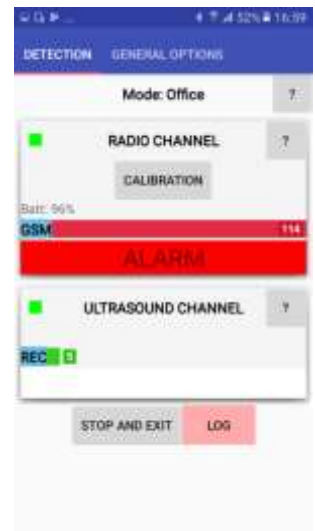 52% 16:59
DETECTION GENERAL OPTIONS
Mode: Office ?
RADIO CHANNEL ?
CALIBRATION
Batt: 96%
GSM 114
ALARM
ULTRASOUND CHANNEL ?
REC
STOP AND EXIT LOG